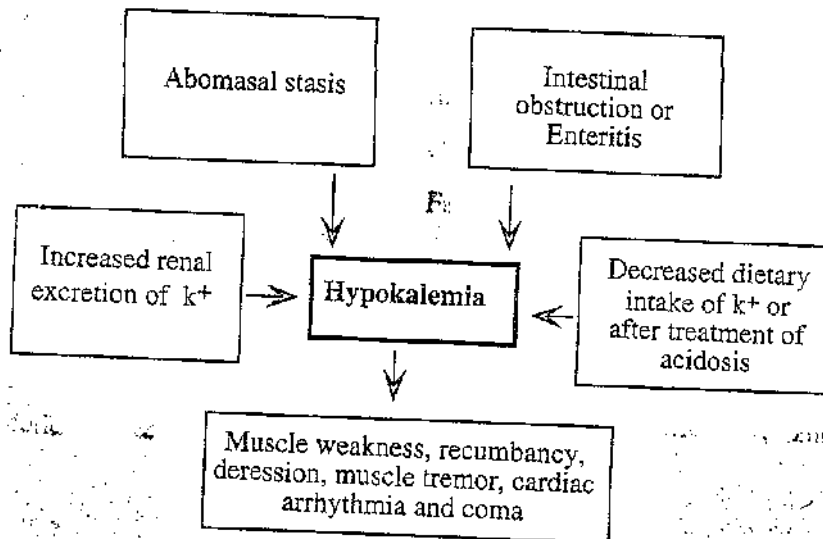 Abomasal stasis
Intestinal
obstruction or
Enteritis
Increased renal
excretion of k+
Hypokalemia
Decreased dietary
intake of k+ or
after treatment of
acidosis
Muscle weakness, recumbancy,
deression, muscle tremor, cardiac
arrhythmia and coma